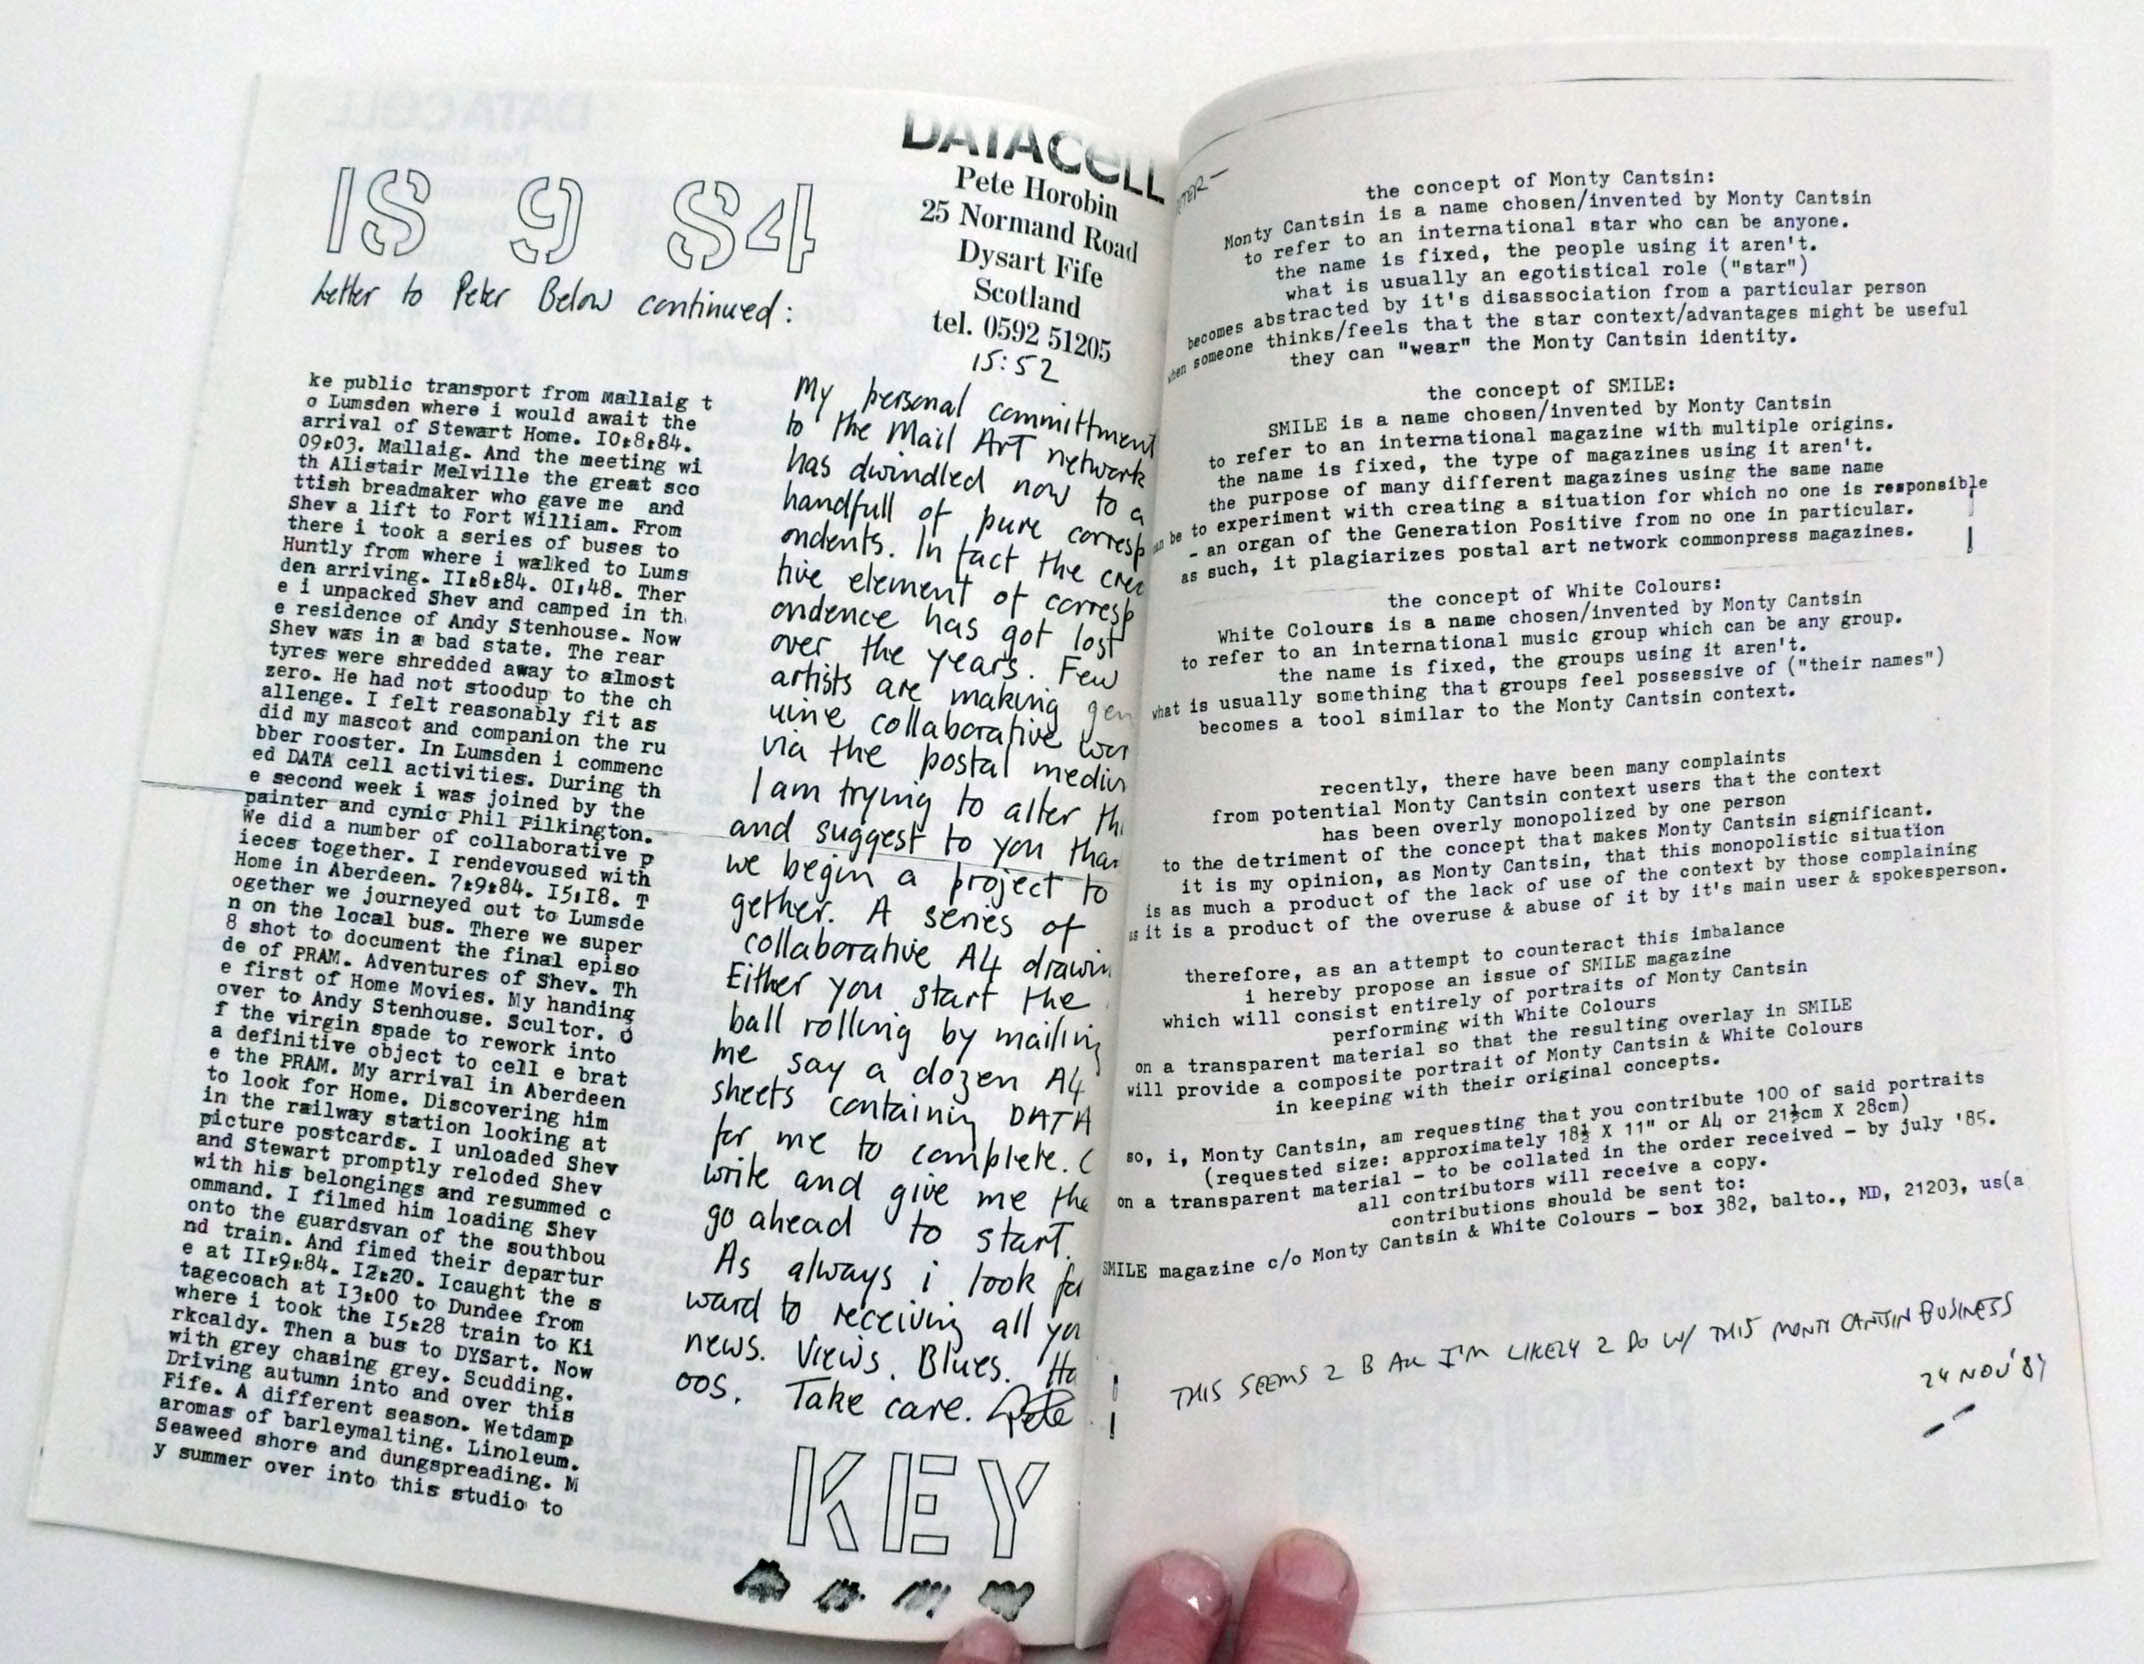 18 9 84
Letter to Peter Below continued:
DATACELL
Pete Horobin
25 Normand Road
Dysart Fife
Scotland
tel. 0592 51205
15:52
ke public transport from Mallaig t
o Lumsden where i would await the
arrival of Stewart Home. IO:8:84.
09:03. Mallaig. And the meeting wi
th Alistair Melville the great sco
ttish breadmaker who gave me and
Shev a lift to Fort William. From
there i took a series of buses to
Huntly from where i walked to Lums
den arriving. II:8:84. OI,48. Ther
e i unpacked Shev and camped in th
e residence of Andy Stenhouse. Now
Shev was in a bad state. The rear
tyres were shredded away to almost
zero. He had not stoodup to the ch
allenge. I felt reasonably fit as
did my mascot and companion the ru
bber rooster. In Lumsden i commenc
ed DATA cell activities. During th
e second week i was joined by the
painter and cynic Phil Pilkington.
We did a number of collaborative p
ieces together. I rendevoused with
Home in Aberdeen. 7:9:84. I5,I8. T
ogether we journeyed out to Lumsde
n on the local bus. There we super
8 shot to document the final episo
de of PRAM. Adventures of Shev. Th
e first of Home Movies. My handing
over to Andy Stenhouse. Scultor. o
f the virgin spade to rework into
a definitive object to cell e brat
e the PRAM. My arrival in Aberdeen
to look for Home. Discovering him
in the railway station looking at
picture postcards. I unloaded Shev
and Stewart promptly reloded Shev
with his belongings and resummed c
ommand. I filmed him loading Shev
onto the guardsvan of the southbou
nd train. And fimed their departur
e at II:9:84. I2:20. Icaught the s
tagecoach at I3:00 to Dundee from
where i took the I5:28 train to Ki
rkcaldy. Then a bus to DYSart. Now
with grey chasing grey. Scudding.
Driving autumn into and over this
Fife. A different season. Wetdamp
aromas of barleymalting. Linoleum.
Seaweed shore and dungspreading. M
y summer over into this studio to
My personal committment
to the Mail Art network
has dwindled now to a
handfull of pure corresp
ondents. In fact the crea
tive element of corresp
ondence has got lost
over the years. Few
artists are making gen
uine collaborative wor
via the postal mediu
I am trying to alter thi
and suggest to you that
we begin a project to
gether. A series of
collaborative A4 drawin
Either you start the
ball rolling by mailing
me say a dozen A4
sheets containing DATA
for me to complete.
write and give me the
go ahead to start.
As always i look for
ward to receiving all you
news. Views. Blues. Ha
oos. Take care. Pete
KEY
the concept of Monty Cantsin:
Monty Cantsin is a name chosen/invented by Monty Cantsin
to refer to an international star who can be anyone.
the name is fixed, the people using it aren't.
what is usually an egotistical role ("star")
becomes abstracted by it's disassociation from a particular person
when someone thinks/feels that the star context/advantages might be useful
they can "wear" the Monty Cantsin identity.
the concept of SMILE:
SMILE is a name chosen/invented by Monty Cantsin
to refer to an international magazine with multiple origins.
the name is fixed, the type of magazines using it aren't.
the purpose of many different magazines using the same name
can be to experiment with creating a situation for which no one is responsible
- an organ of the Generation Positive from no one in particular.
as such, it plagiarizes postal art network commonpress magazines.
the concept of White Colours:
White Colours is a name chosen/invented by Monty Cantsin
to refer to an international music group which can be any group.
the name is fixed, the groups using it aren't.
what is usually something that groups feel possessive of ("their names")
becomes a tool similar to the Monty Cantsin context.
recently, there have been many complaints
from potential Monty Cantsin context users that the context
has been overly monopolized by one person
to the detriment of the concept that makes Monty Cantsin significant.
it is my opinion, as Monty Cantsin, that this monopolistic situation
is as much a product of the lack of use of the context by those complaining
as it is a product of the overuse & abuse of it by it's main user & spokesperson.
therefore, as an attempt to counteract this imbalance
i hereby propose an issue of SMILE magazine
which will consist entirely of portraits of Monty Cantsin
performing with White Colours
on a transparent material so that the resulting overlay in SMILE
will provide a composite portrait of Monty Cantsin & White Colours
in keeping with their original concepts.
so, i, Monty Cantsin, am requesting that you contribute 100 of said portraits
(requested size: approximately 18½ X 11" or A4 or 21½cm X 28cm)
on a transparent material - to be collated in the order received - by july '85.
all contributors will receive a copy.
contributions should be sent to:
SMILE magazine c/o Monty Cantsin & White Colours - box 382, balto., MD, 21203, us(a
THIS SEEMS 2 B ALL I'M LIKELY 2 DO W/ THIS MONTY CANTSIN BUSINESS
24 NOV '84